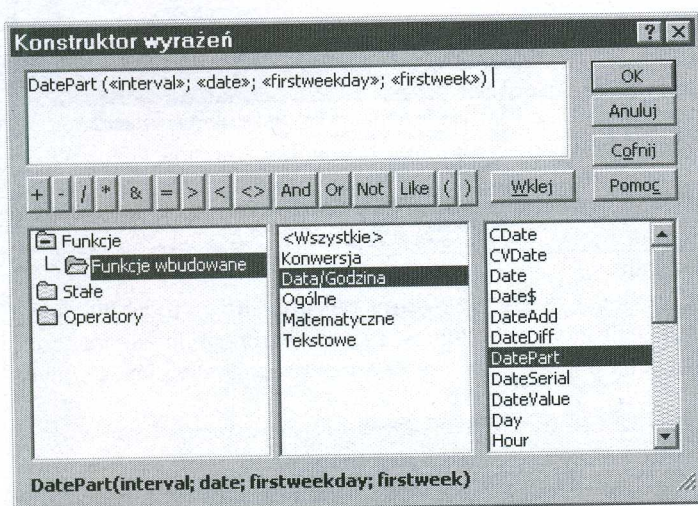 Konstruktor wyrażeń
DatePart («interval»; «date»; «firstweekday»; «firstweek»)
OK
Anuluj
Cofnij
+ - / * & = > < <> And Or Not Like ( ) Wklej Pomoc
Funkcje
Funkcje wbudowane
Stałe
Operatory
<Wszystkie>
Konwersja
Data/Godzina
Ogólne
Matematyczne
Tekstowe
CDate
CVDate
Date
Date$
DateAdd
DateDiff
DatePart
DateSerial
DateValue
Day
Hour
DatePart(interval; date; firstweekday; firstweek)